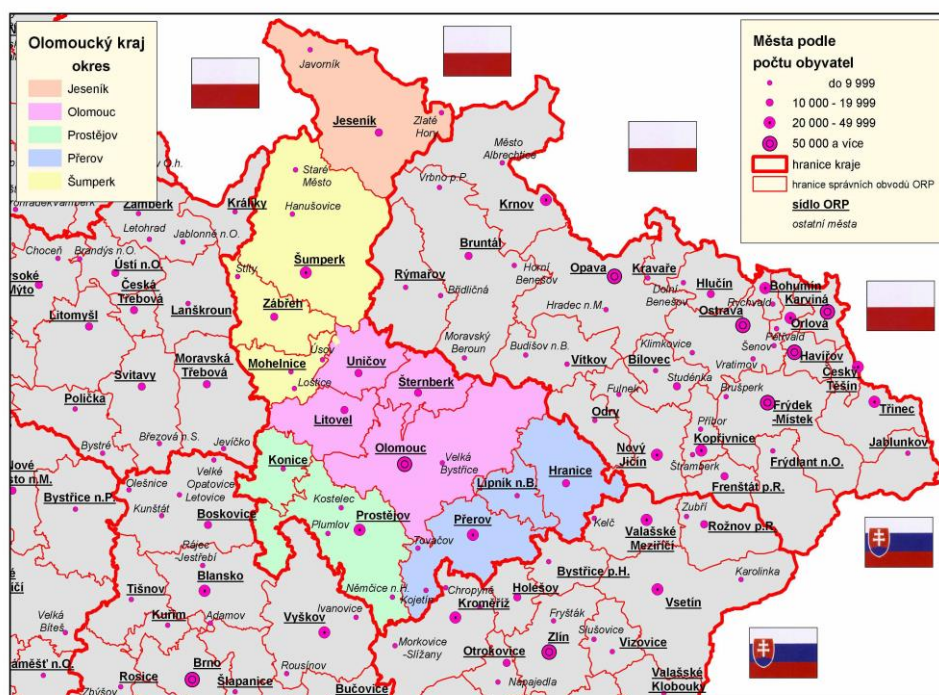 Olomoucký kraj
okres
Jeseník
Olomouc
Prostějov
Přerov
Šumperk
Města podle
počtu obyvatel
do 9 999
10 000 - 19 999
20 000 - 49 999
50 000 a více
hranice kraje
hranice správních obvodů ORP
sídlo ORP
ostatní města
Javorník
Jeseník
Zlaté
Hory
Město
Albrechtice
Staré
Město
Vrbno p.P.
Krnov
Hanušovice
Králíky
Žamberk
Letohrad
Jablonné n.O.
Choceň
Brandýs n.O.
Ústí n.O.
Česká
Třebová
Mýto
Litomyšl
Lanškroun
Štíty
Šumperk
Zábřeh
Bruntál
Rýmařov
Břidličná
Horní
Benešov
Opava
Kravaře
Dolní
Benešov
Hlučín
Hradec n.M.
Bohumín
Rychvald
Karviná
Ostrava
Orlová
Petřvald
Šenov
Havířov
Český
Těšín
Vratimov
Klimkovice
Moravský
Beroun
Budišov n.B.
Vítkov
Bílovec
Studénka
Brušperk
Fulnek
Odry
Příbor
Frýdek
-Místek
Třinec
Kopřivnice
Nový
Jičín
Štramberk
Frýdlant n.O.
Jablunkov
Frenštát p.R.
Mohelnice
Úsov
Loštice
Uničov
Šternberk
Litovel
Olomouc
Velká
Bystřice
Moravská
Třebová
Svitavy
Polička
Bystré
Březová n.S.
Jevíčko
Konice
Kostelec
Plumlov
Prostějov
Lipník n.B.
Hranice
Přerov
Tovačov
Kojetín
Němčice n.H.
Bystřice n.P.
Olešnice
Velké
Opatovice
Letovice
Kunštát
Boskovice
Rájec
-Jestřebí
Blansko
Tišnov
Adamov
Kuřim
Velká
Bíteš
Rosice
Brno
Šlapanice
Zbýšov
Ivanovice
Vyškov
Rousínov
Bučovice
Kelč
Valašské
Meziříčí
Zubří
Rožnov p.R.
Karolinka
Bystřice p.H.
Chropyně
Kroměříž
Holešov
Vsetín
Fryšták
Slušovice
Zlín
Vizovice
Morkovice
-Slížany
Otrokovice
Napajedla
Valašské
Klobouky